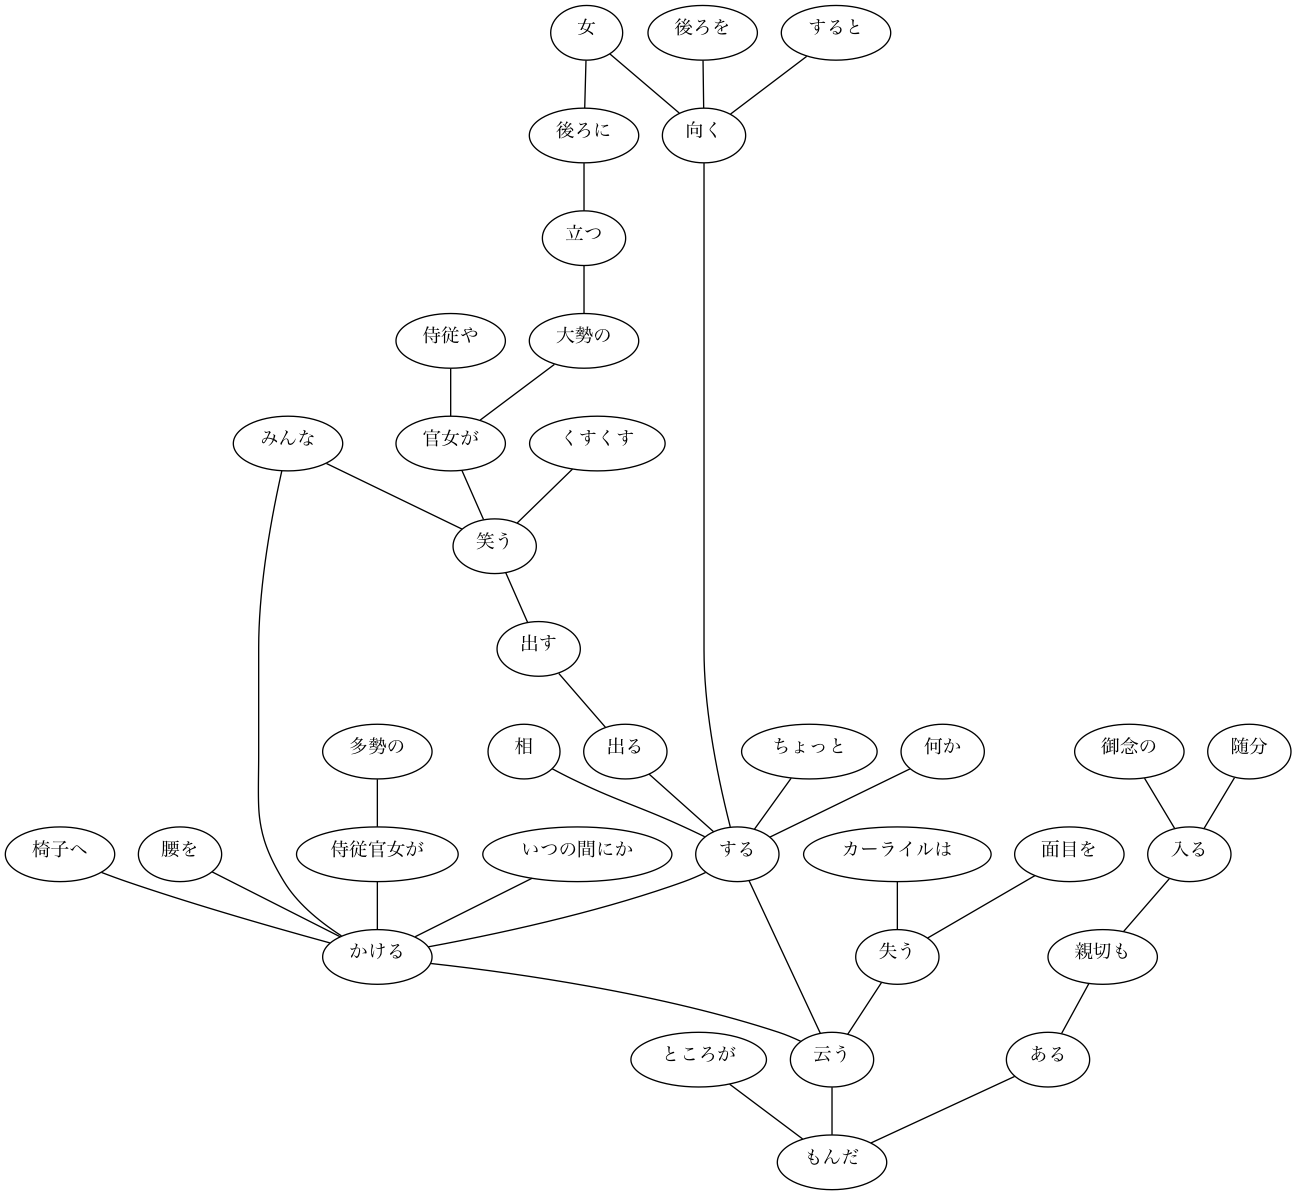 女 後ろを すると
後ろに 向く
立つ
侍従や 大勢の
みんな 官女が くすくす
笑う
出す
多勢の 相 出る ちょっと 何か 御念の 随分
椅子へ 腰を 侍従官女が いつの間にか する カーライルは 面目を 入る
かける 失う 親切も
ところが 云う ある
もんだ